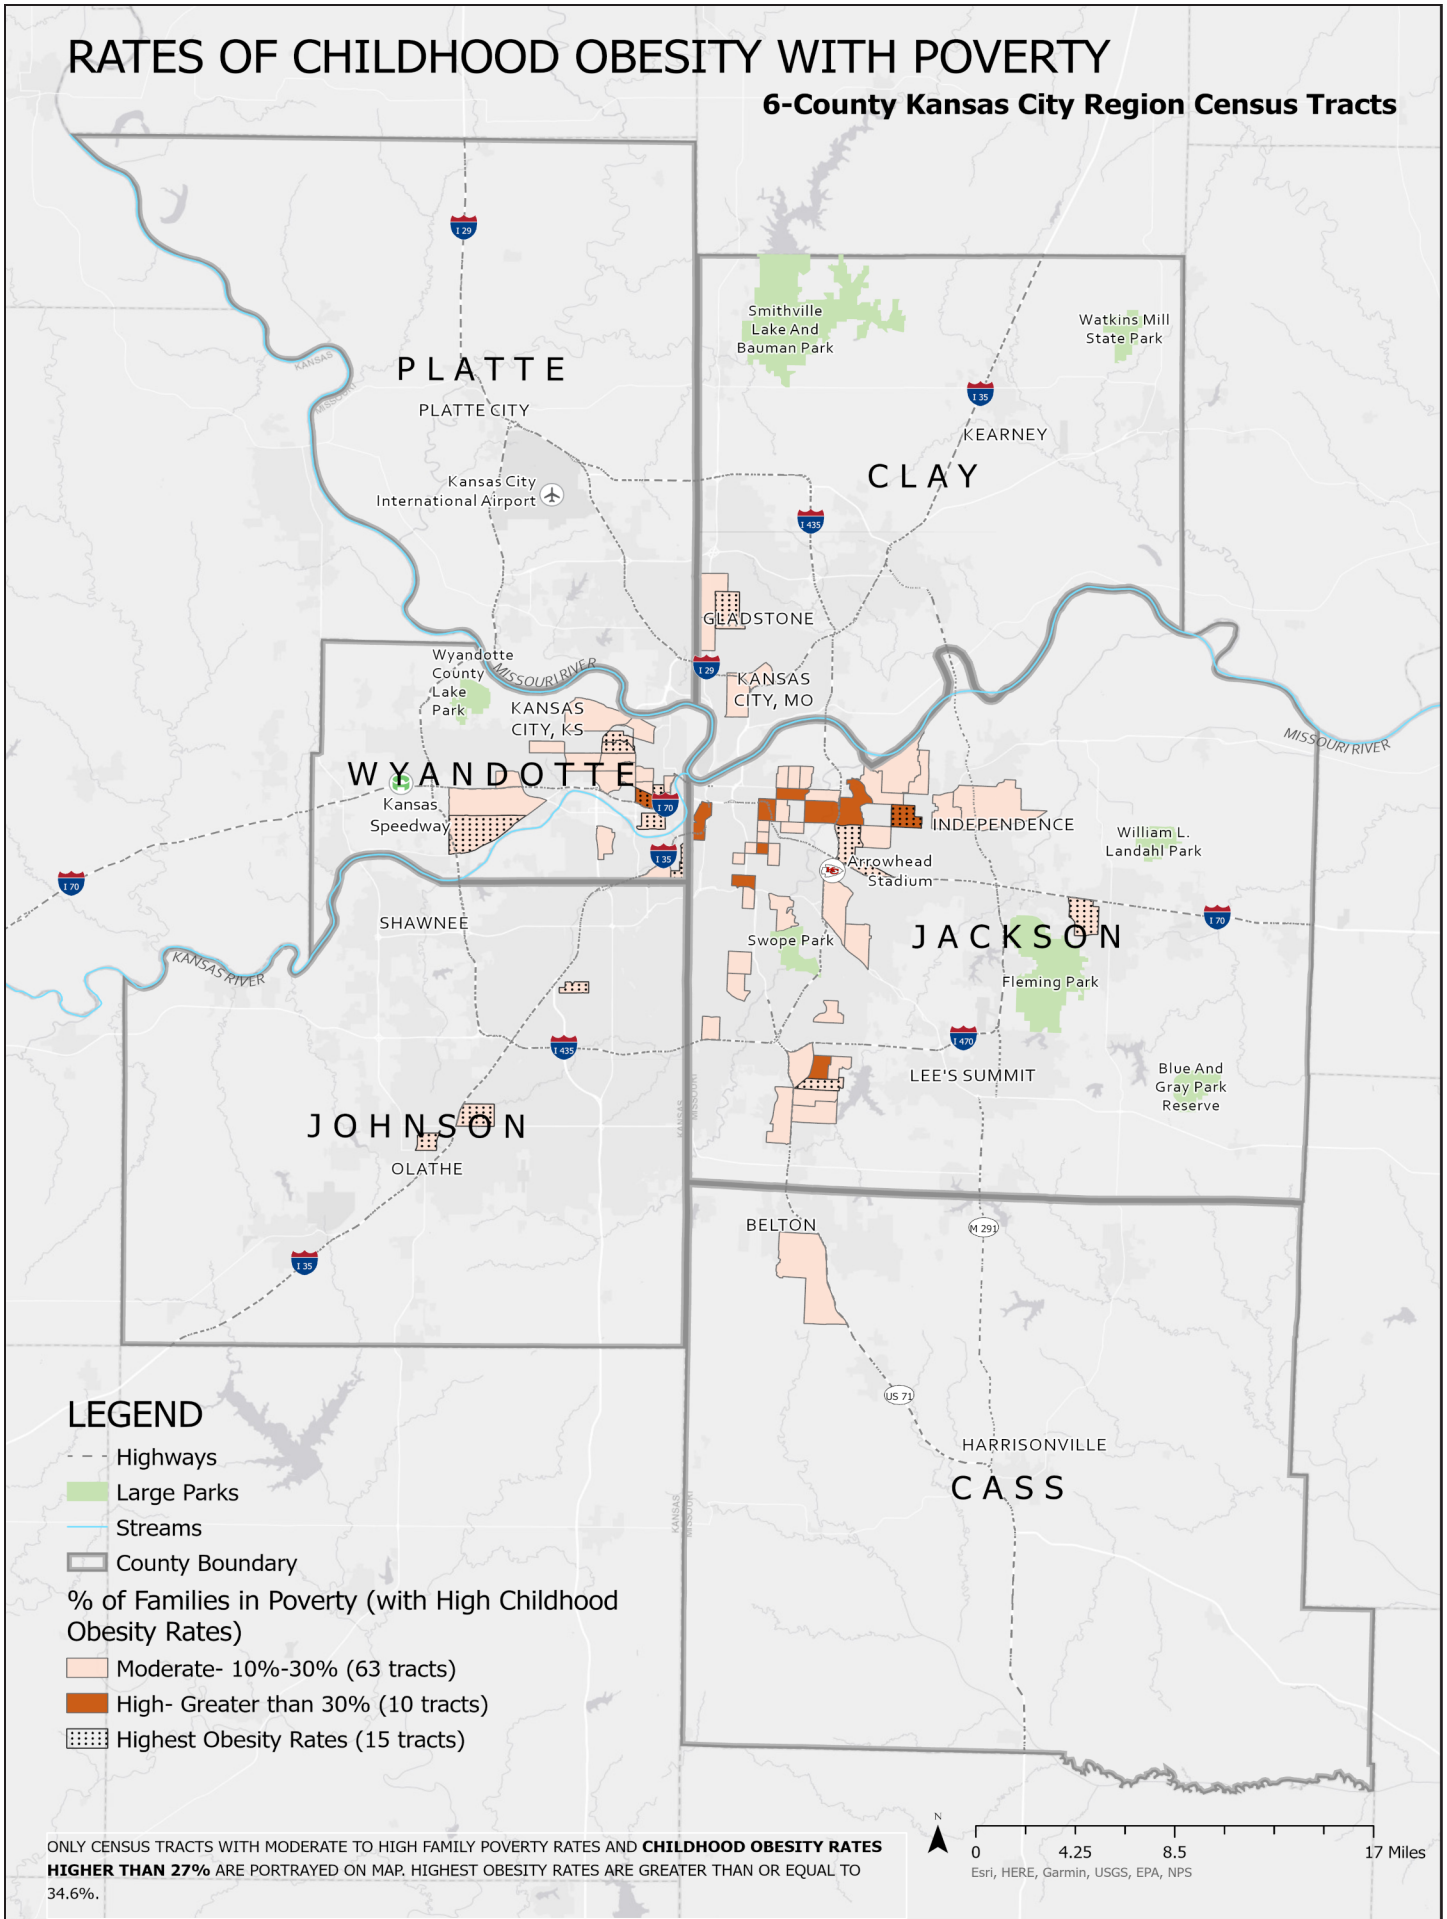 RATES OF CHILDHOOD OBESITY WITH POVERTY
6-County Kansas City Region Census Tracts
I 29
Smithville
Lake And
Bauman Park
Watkins Mill
State Park
KANSAS
MISSOURI
PLATTE
PLATTE CITY
I 35
KEARNEY
CLAY
Kansas City
International Airport
I 435
GLADSTONE
Wyandotte
County
Lake
Park
MISSOURI RIVER
I 29
KANSAS
CITY, MO
KANSAS
CITY, KS
MISSOURI RIVER
WYANDOTTE
Kansas
Speedway
I 70
INDEPENDENCE
William L.
Landahl Park
I 35
Arrowhead
Stadium
I 70
SHAWNEE
I 70
JACKSON
Swope Park
KANSAS RIVER
Fleming Park
I 435
I 470
LEE'S SUMMIT
Blue And
Gray Park
Reserve
KANSAS
MISSOURI
JOHNSON
OLATHE
BELTON
M 291
I 35
US 71
HARRISONVILLE
CASS
KANSAS
MISSOURI
LEGEND
Highways
Large Parks
Streams
County Boundary
% of Families in Poverty (with High Childhood
Obesity Rates)
Moderate- 10%-30% (63 tracts)
High- Greater than 30% (10 tracts)
Highest Obesity Rates (15 tracts)
ONLY CENSUS TRACTS WITH MODERATE TO HIGH FAMILY POVERTY RATES AND CHILDHOOD OBESITY RATES
HIGHER THAN 27% ARE PORTRAYED ON MAP. HIGHEST OBESITY RATES ARE GREATER THAN OR EQUAL TO
34.6%.
N
0 4.25 8.5 17 Miles
Esri, HERE, Garmin, USGS, EPA, NPS